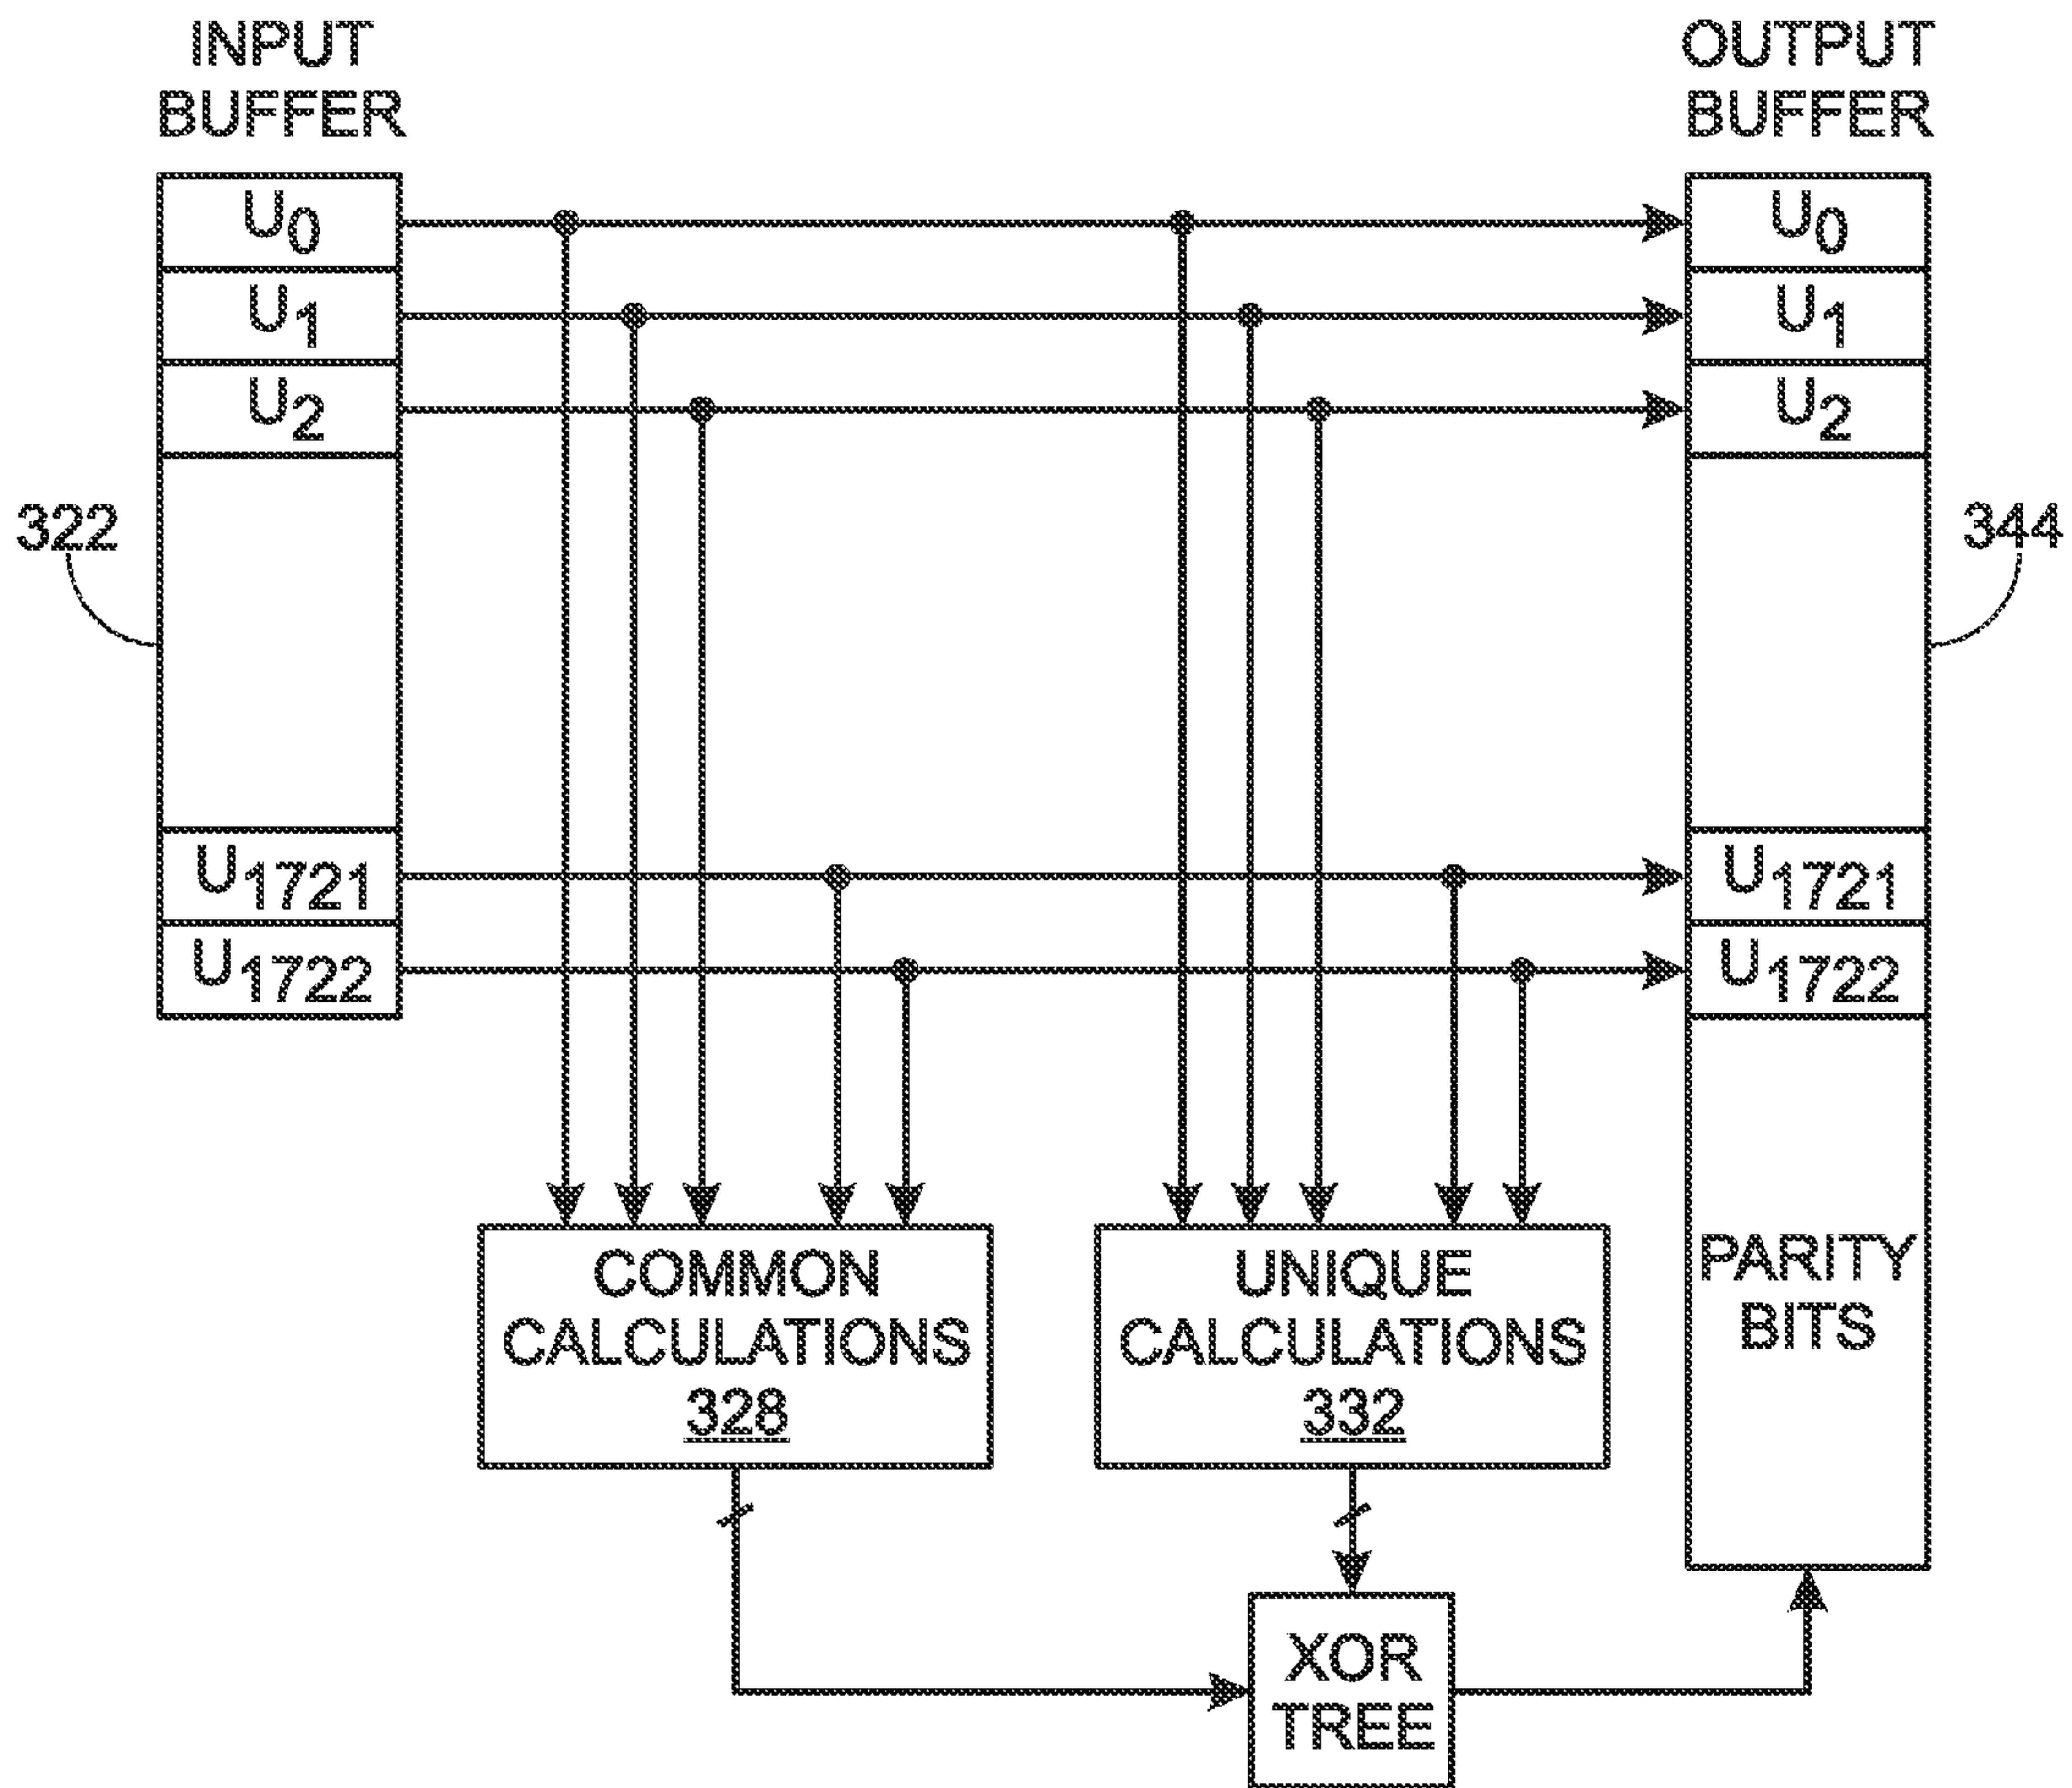 INPUT
BUFFER
OUTPUT
BUFFER
U0
U0
U1
U1
U2
U2
322
344
U1721
U1721
U1722
U1722
COMMON
CALCULATIONS
328
UNIQUE
CALCULATIONS
332
PARITY
BITS
XOR
TREE